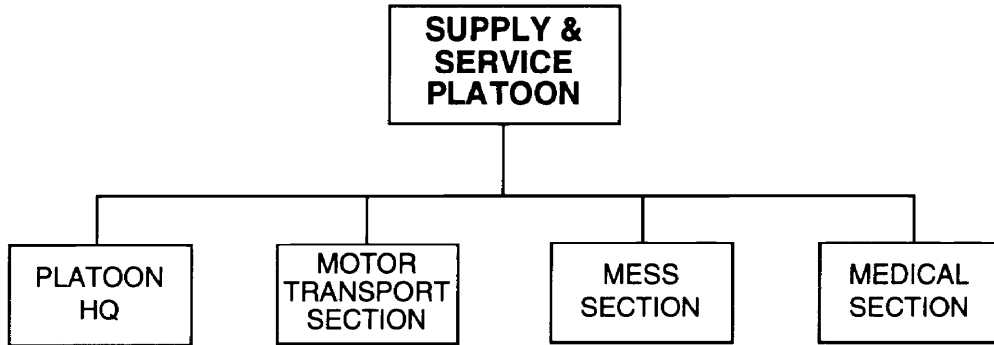 SUPPLY &
SERVICE
PLATOON
PLATOON
HQ
MOTOR
TRANSPORT
SECTION
MESS
SECTION
MEDICAL
SECTION